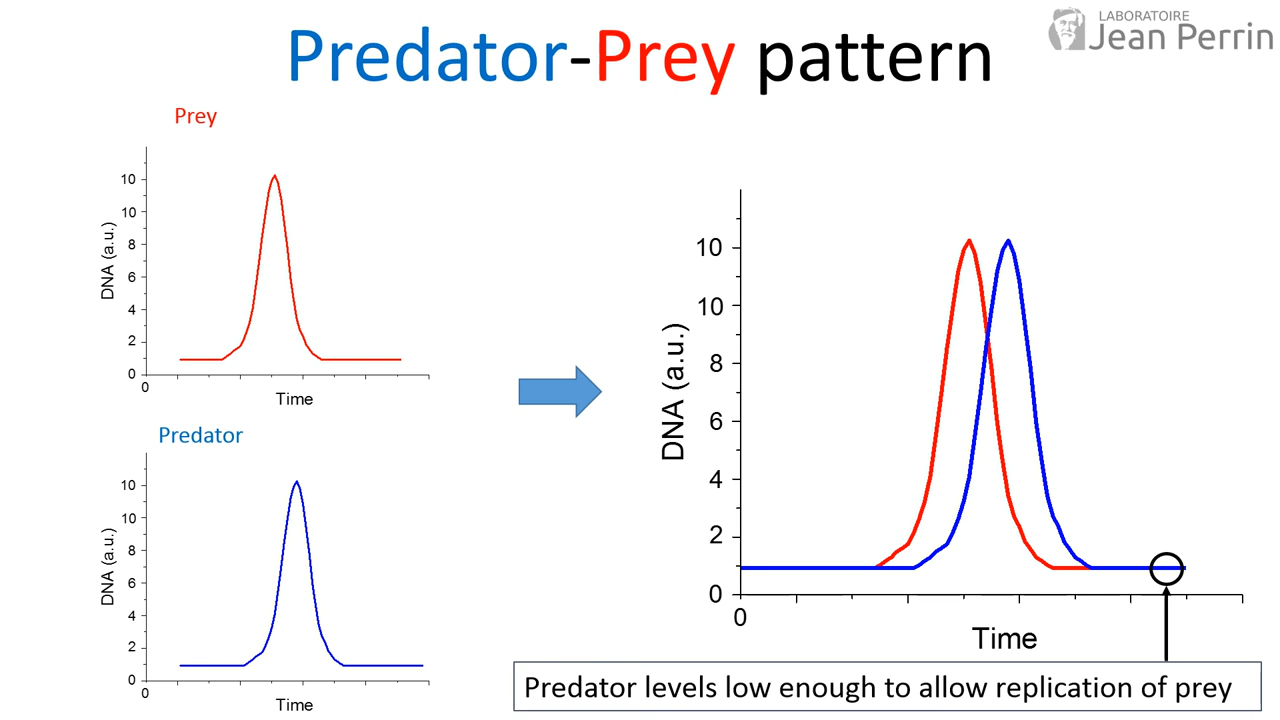 Predator-Prey pattern
LABORATOIRE
Jean Perrin
Prey
10
10
8
6
4
2
0
0
DNA (a.u.)
Time
Predator
10
10
8
6
4
2
0
0
DNA (a.u.)
Time
10
10
8
6
4
2
0
0
DNA (a.u.)
Time
Predator levels low enough to allow replication of prey